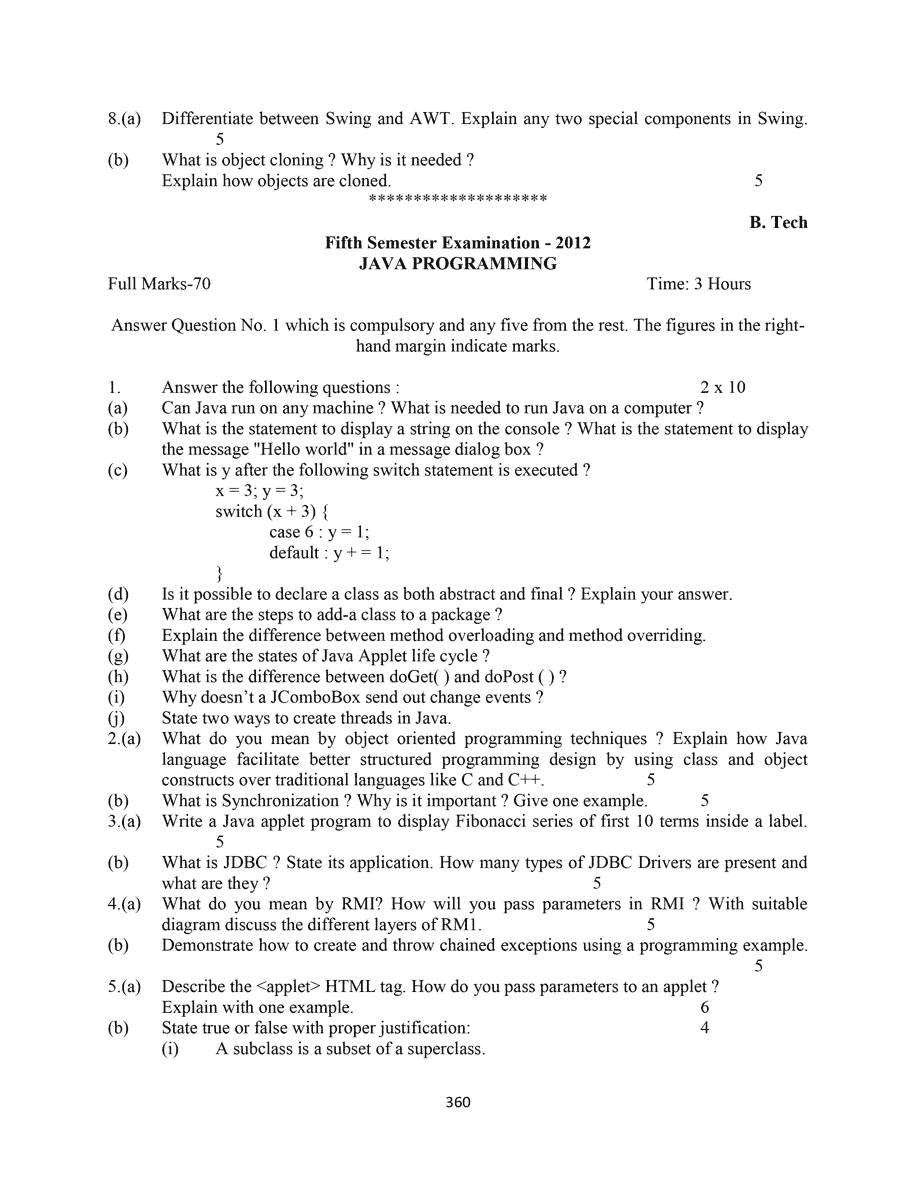 8.(a) Differentiate between Swing and AWT. Explain any two special components in Swing.
5
(b) What is object cloning ? Why is it needed ?
Explain how objects are cloned. 5
********************
B. Tech
Fifth Semester Examination - 2012
JAVA PROGRAMMING
Full Marks-70 Time: 3 Hours
Answer Question No. 1 which is compulsory and any five from the rest. The figures in the right-
hand margin indicate marks.
1. Answer the following questions : 2 x 10
(a) Can Java run on any machine ? What is needed to run Java on a computer ?
(b) What is the statement to display a string on the console ? What is the statement to display
the message "Hello world" in a message dialog box ?
(c) What is y after the following switch statement is executed ?
x = 3; y = 3;
switch (x + 3) {
case 6 : y = 1;
default : y + = 1;
}
(d) Is it possible to declare a class as both abstract and final ? Explain your answer.
(e) What are the steps to add-a class to a package ?
(f) Explain the difference between method overloading and method overriding.
(g) What are the states of Java Applet life cycle ?
(h) What is the difference between doGet( ) and doPost ( ) ?
(i) Why doesn’t a JComboBox send out change events ?
(j) State two ways to create threads in Java.
2.(a) What do you mean by object oriented programming techniques ? Explain how Java
language facilitate better structured programming design by using class and object
constructs over traditional languages like C and C++. 5
(b) What is Synchronization ? Why is it important ? Give one example. 5
3.(a) Write a Java applet program to display Fibonacci series of first 10 terms inside a label.
5
(b) What is JDBC ? State its application. How many types of JDBC Drivers are present and
what are they ? 5
4.(a) What do you mean by RMI? How will you pass parameters in RMI ? With suitable
diagram discuss the different layers of RM1. 5
(b) Demonstrate how to create and throw chained exceptions using a programming example.
5
5.(a) Describe the <applet> HTML tag. How do you pass parameters to an applet ?
Explain with one example. 6
(b) State true or false with proper justification: 4
(i) A subclass is a subset of a superclass.
360